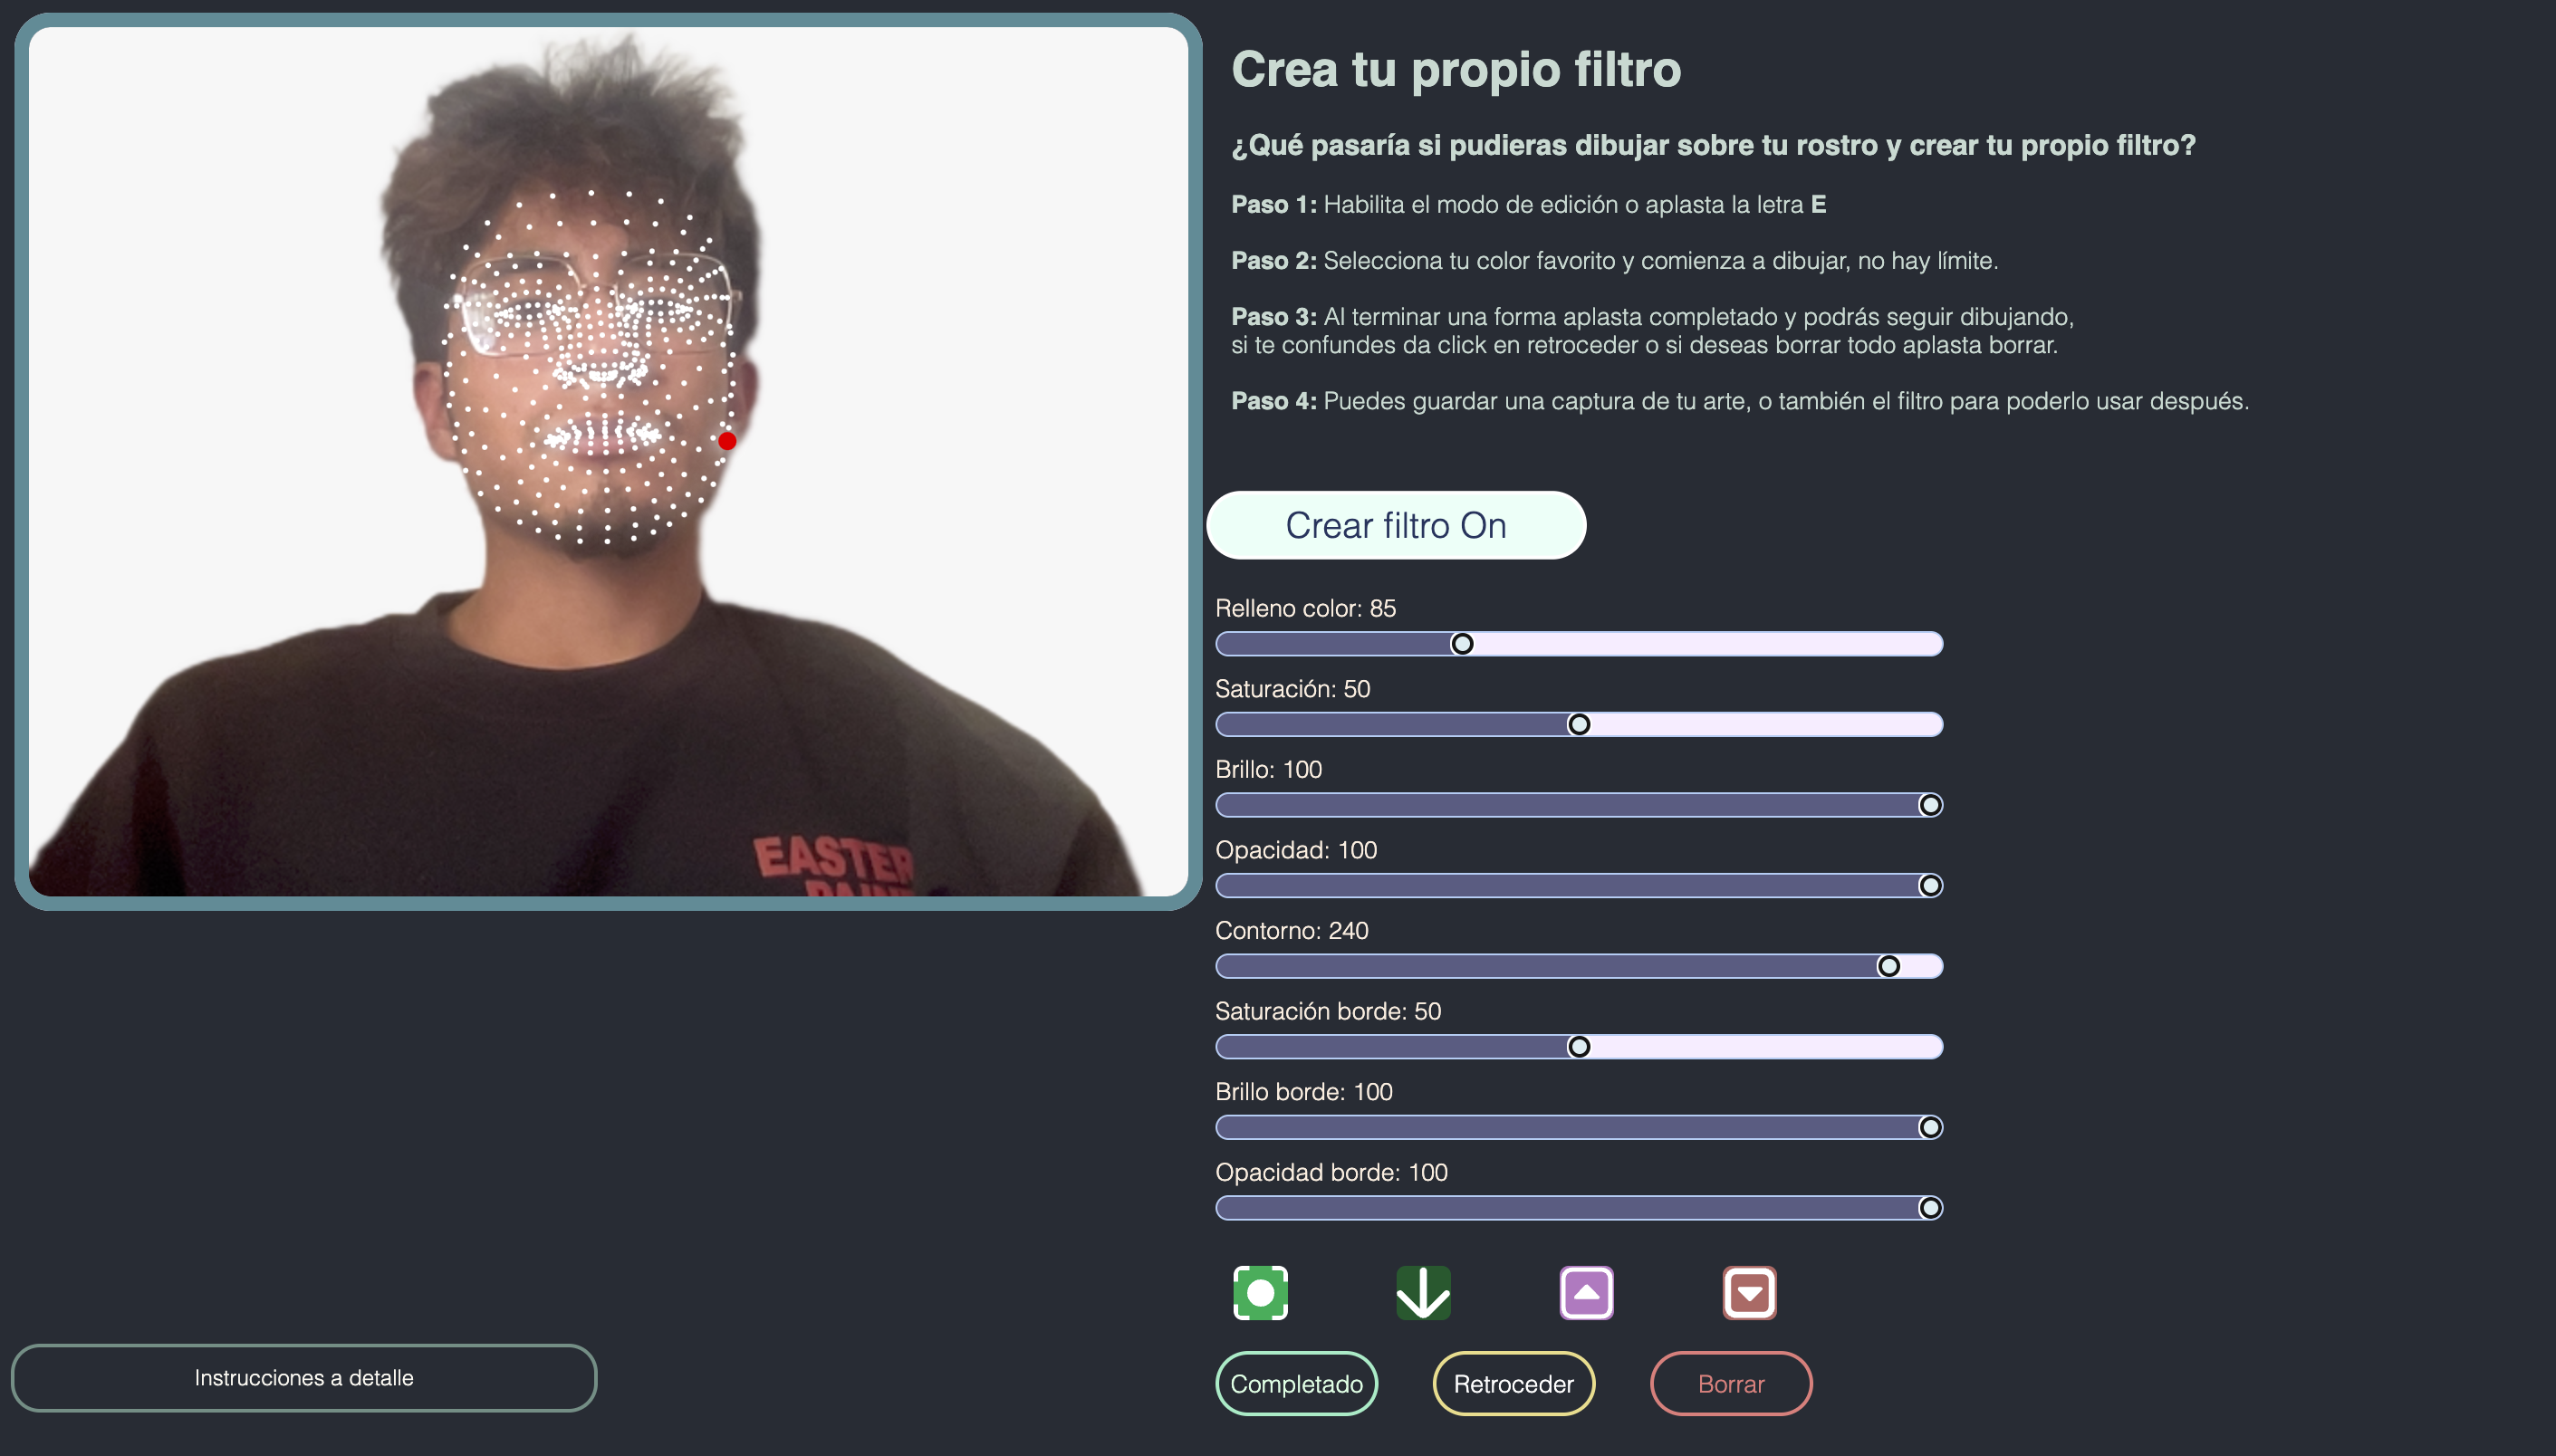 Crea tu propio filtro
¿Qué pasaría si pudieras dibujar sobre tu rostro y crear tu propio filtro?
Paso 1: Habilita el modo de edición o aplasta la letra E
Paso 2: Selecciona tu color favorito y comienza a dibujar, no hay límite.
Paso 3: Al terminar una forma aplasta completado y podrás seguir dibujando,
si te confundes da click en retroceder o si deseas borrar todo aplasta borrar.
Paso 4: Puedes guardar una captura de tu arte, o también el filtro para poderlo usar después.
Crear filtro On
Relleno color: 85
Saturación: 50
Brillo: 100
Opacidad: 100
Contorno: 240
Saturación borde: 50
Brillo borde: 100
Opacidad borde: 100
Completado
Retroceder
Borrar
Instrucciones a detalle
EASTER